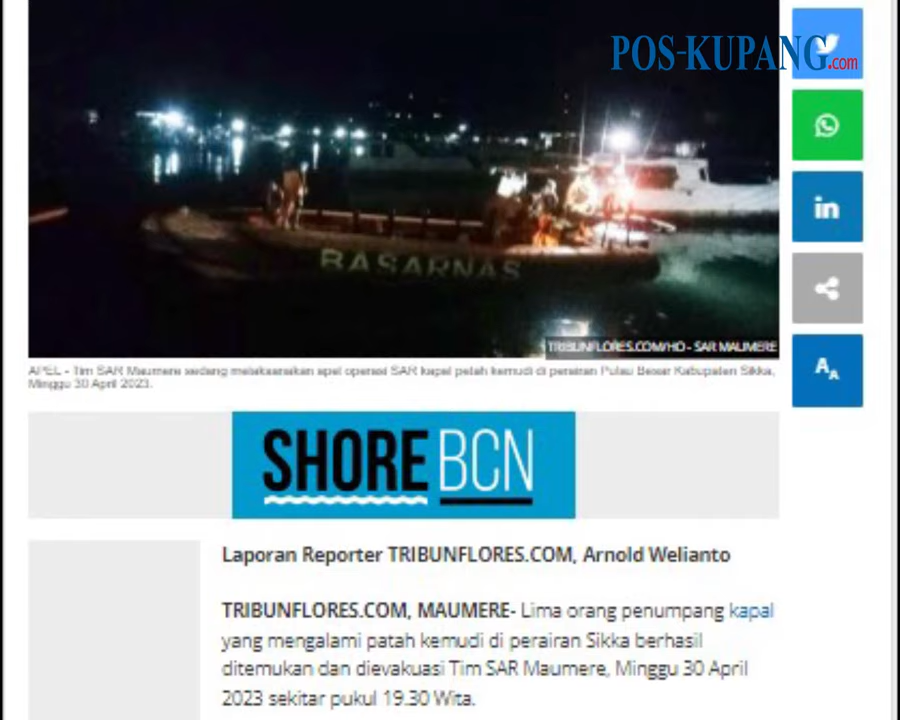 POS-KUPANG.com
BASARNAS
TRIBUNFLORES.COM/HO - SAR MAUMERE
APEL - Tim SAR Maumere sedang melaksanakan apel operasi SAR kapal patah kemudi di perairan Pulau Besar Kabupaten Sikka,
Minggu 30 April 2023.
SHORE BCN
Laporan Reporter TRIBUNFLORES.COM, Arnold Welianto
TRIBUNFLORES.COM, MAUMERE- Lima orang penumpang kapal
yang mengalami patah kemudi di perairan Sikka berhasil
ditemukan dan dievakuasi Tim SAR Maumere, Minggu 30 April
2023 sekitar pukul 19.30 Wita.
in
AA